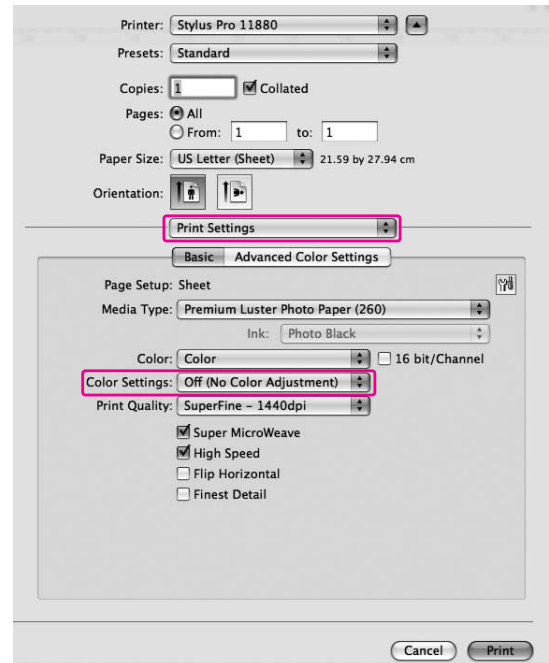 Printer: Stylus Pro 11880
Presets: Standard
Copies: 1 Collated
Pages: All
From: 1 to: 1
Paper Size: US Letter (Sheet) 21.59 by 27.94 cm
Orientation:
Print Settings
Basic Advanced Color Settings
Page Setup: Sheet
Media Type: Premium Luster Photo Paper (260)
Ink: Photo Black
Color: Color 16 bit/Channel
Color Settings: Off (No Color Adjustment)
Print Quality: SuperFine – 1440dpi
Super MicroWeave
High Speed
Flip Horizontal
Finest Detail
Cancel Print